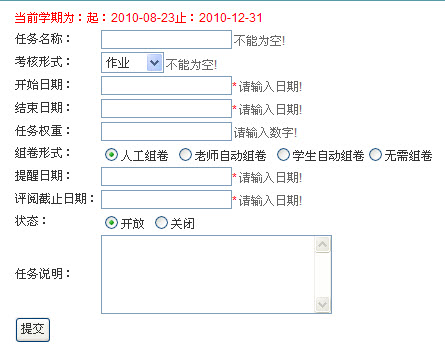 当前学期为：起：2010-08-23止：2010-12-31
任务名称： 不能为空!
考核形式： 作业 不能为空!
开始日期： *请输入日期!
结束日期： *请输入日期!
任务权重： 请输入数字!
组卷形式： 人工组卷 老师自动组卷 学生自动组卷 无需组卷
提醒日期： *请输入日期!
评阅截止日期： *请输入日期!
状态： 开放 关闭
任务说明：
提交